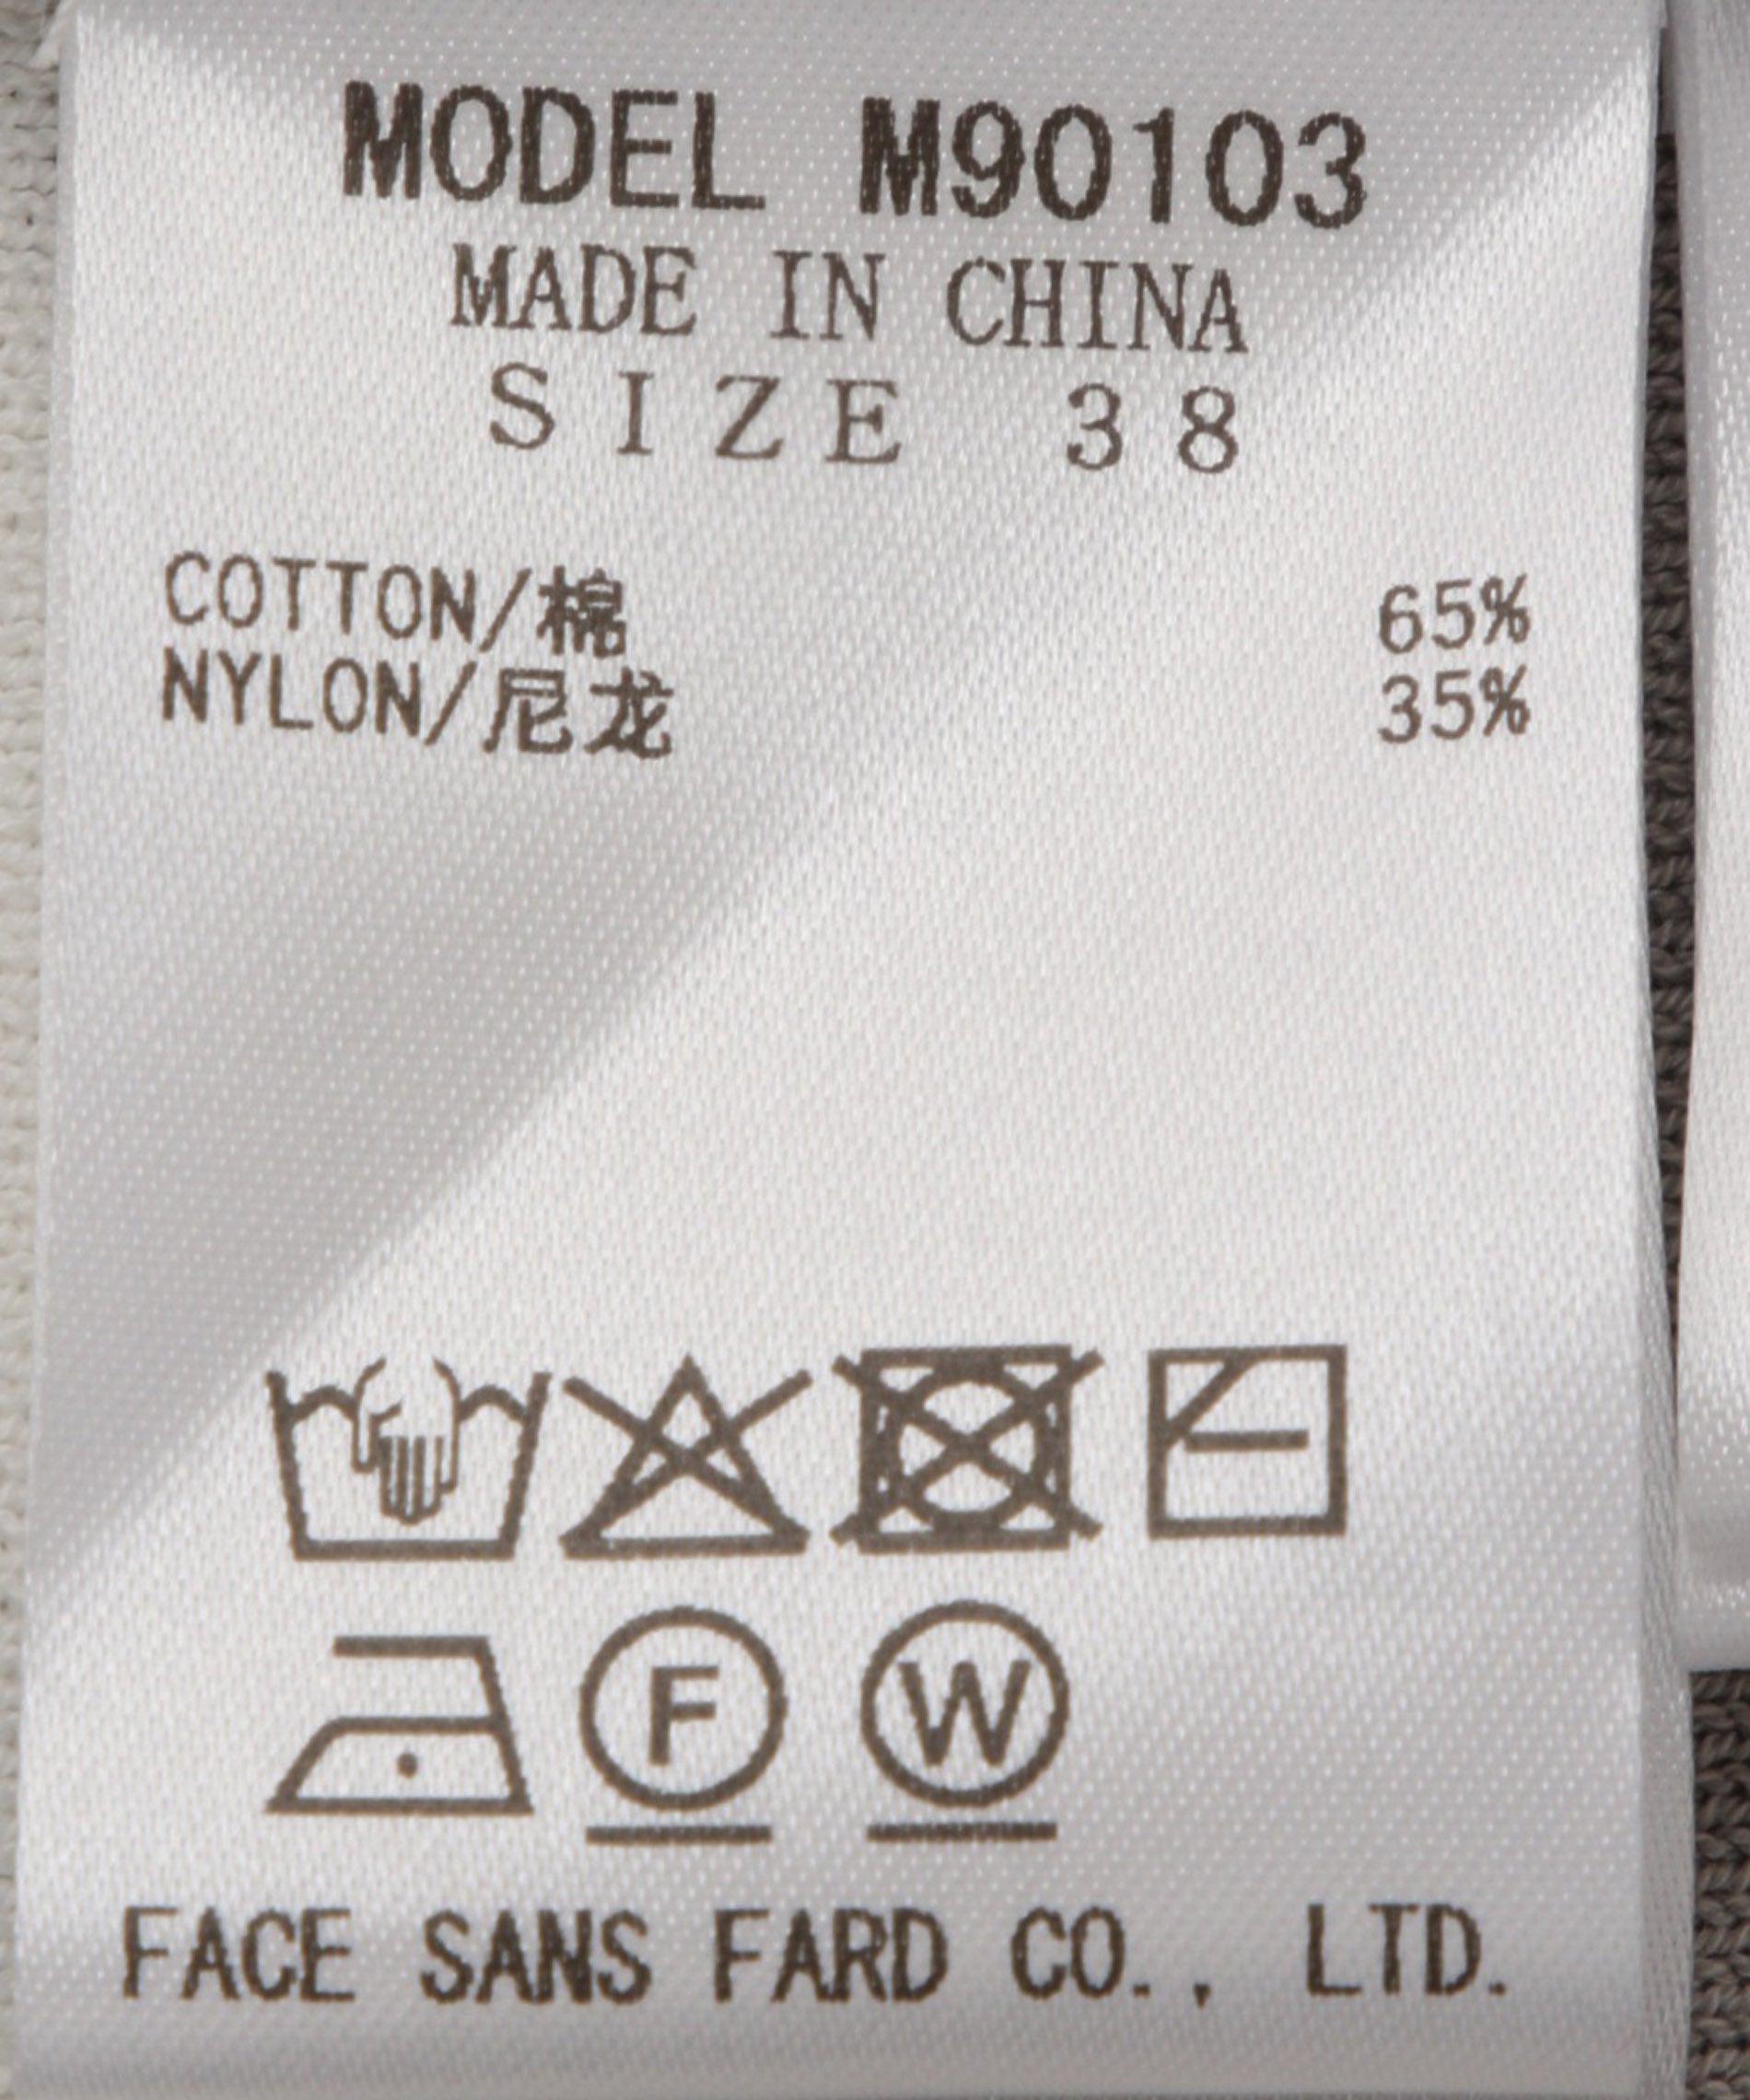 MODEL M90103
MADE IN CHINA
SIZE 38
COTTON/棉 65%
NYLON/尼龙 35%
F W
FACE SANS FARD CO., LTD.